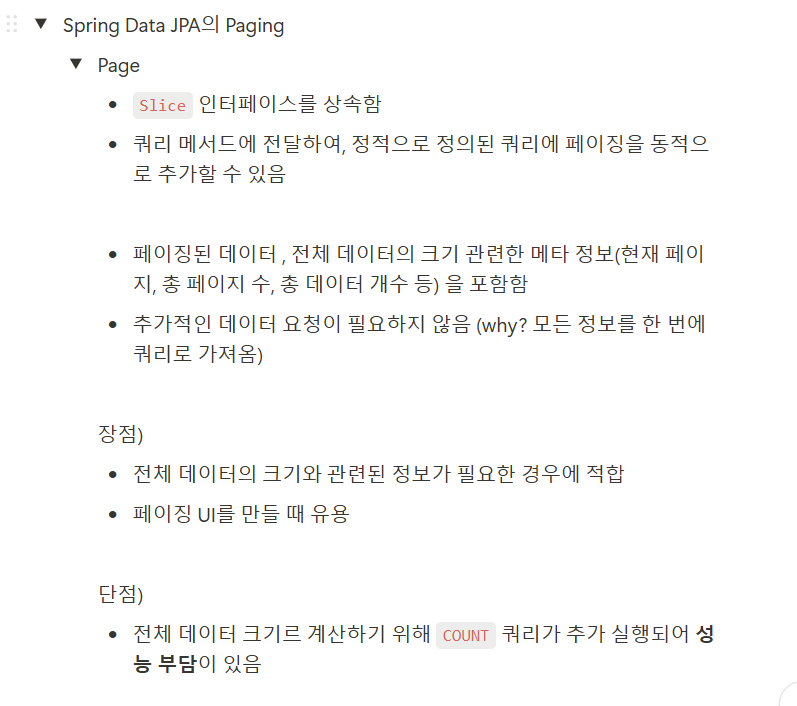 Spring Data JPA의 Paging
Page
Slice 인터페이스를 상속함
쿼리 메서드에 전달하여, 정적으로 정의된 쿼리에 페이징을 동적으
로 추가할 수 있음
페이징된 데이터 , 전체 데이터의 크기 관련한 메타 정보(현재 페이
지, 총 페이지 수, 총 데이터 개수 등) 을 포함함
추가적인 데이터 요청이 필요하지 않음 (why? 모든 정보를 한 번에
쿼리로 가져옴)
장점)
전체 데이터의 크기와 관련된 정보가 필요한 경우에 적합
페이징 UI를 만들 때 유용
단점)
전체 데이터 크기르 계산하기 위해 COUNT 쿼리가 추가 실행되어 성
능 부담이 있음